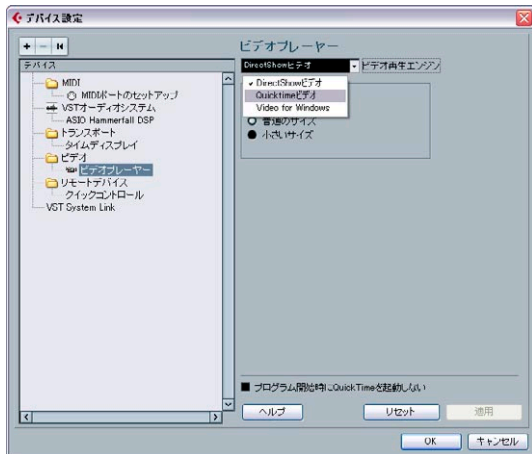 デバイス設定
デバイス
MIDI
MIDIポートのセットアップ
VSTオーディオシステム
ASIO Hammerfall DSP
トランスポート
タイムディスプレイ
ビデオ
ビデオプレーヤー
リモートデバイス
クイックコントロール
VST System Link
ビデオプレーヤー
DirectShowビデオ
ビデオ再生エンジン
DirectShowビデオ
Quicktimeビデオ
Video for Windows
普通のサイズ
小さいサイズ
プログラム開始時にQuickTimeを起動しない
ヘルプ
リセット
適用
OK
キャンセル